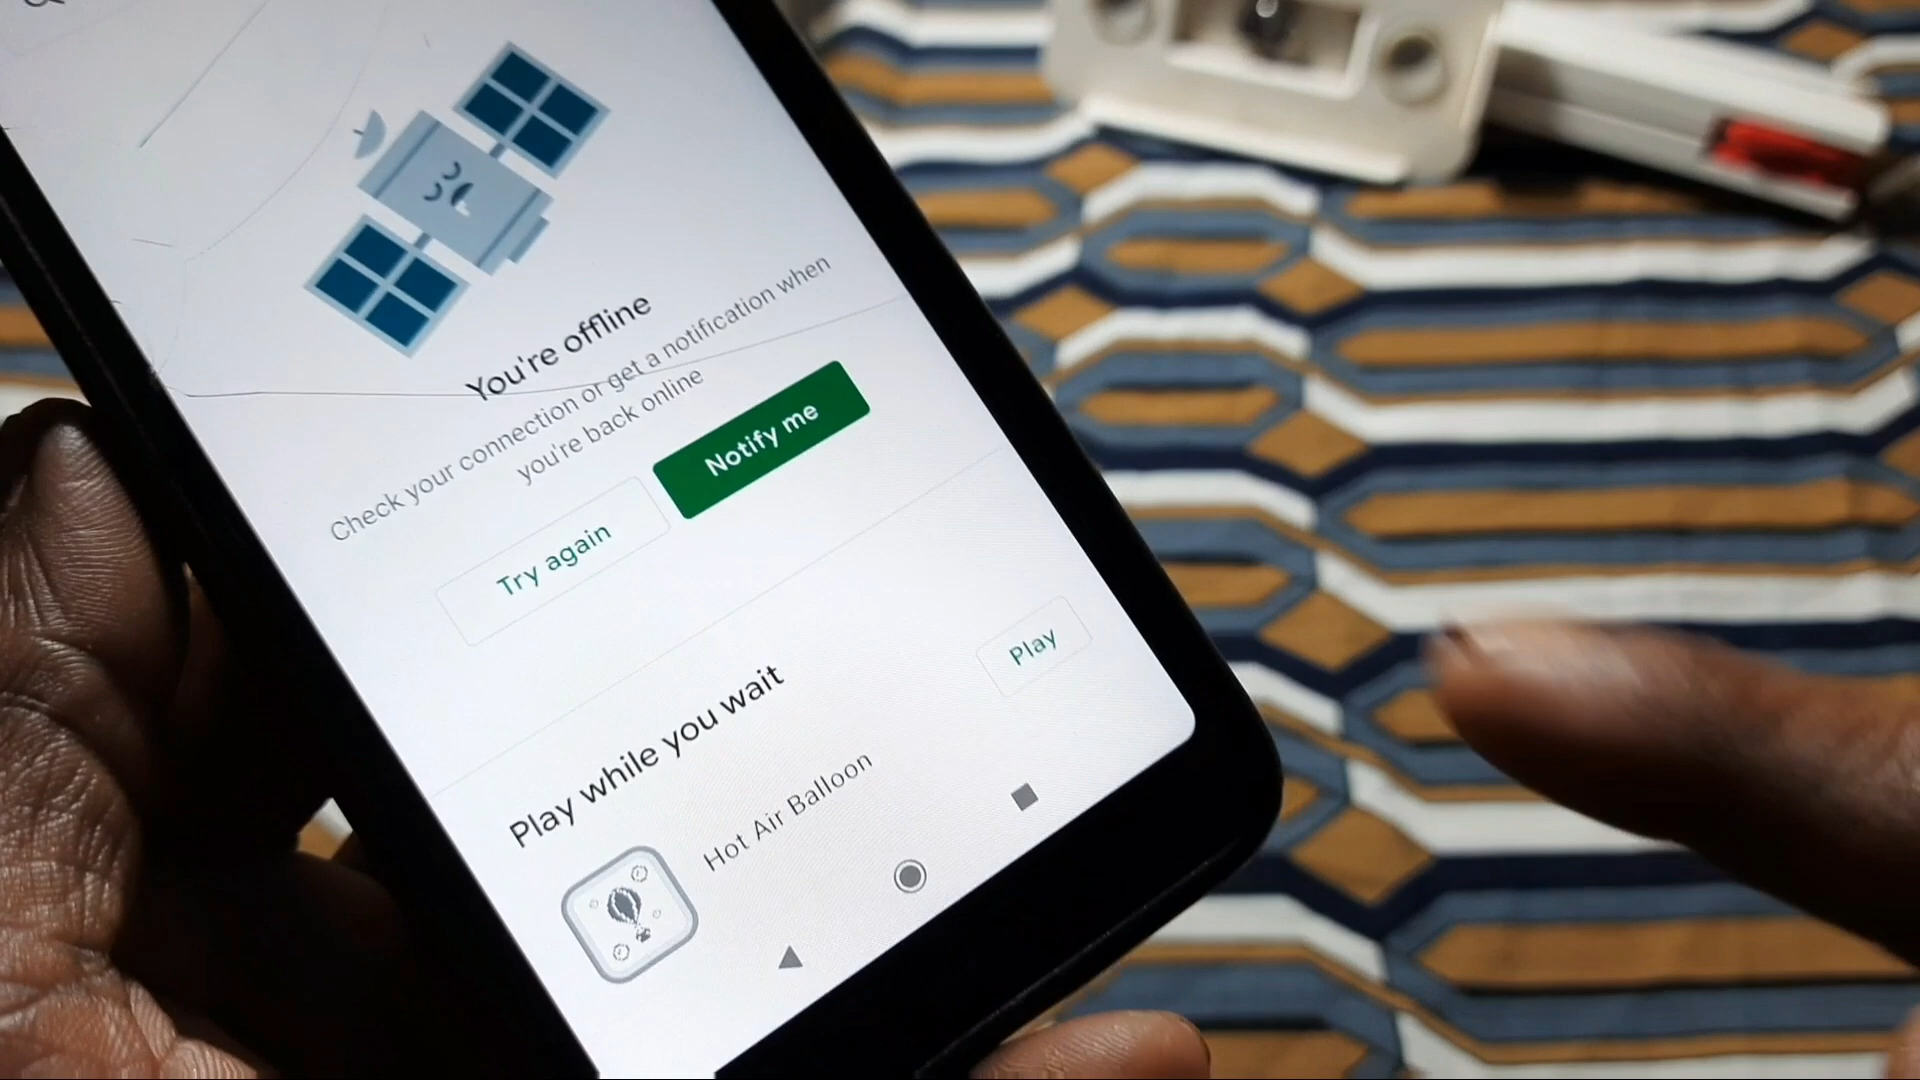 You're offline
Check your connection or get a notification when
you're back online
Try again
Notify me
Play while you wait
Hot Air Balloon
Play